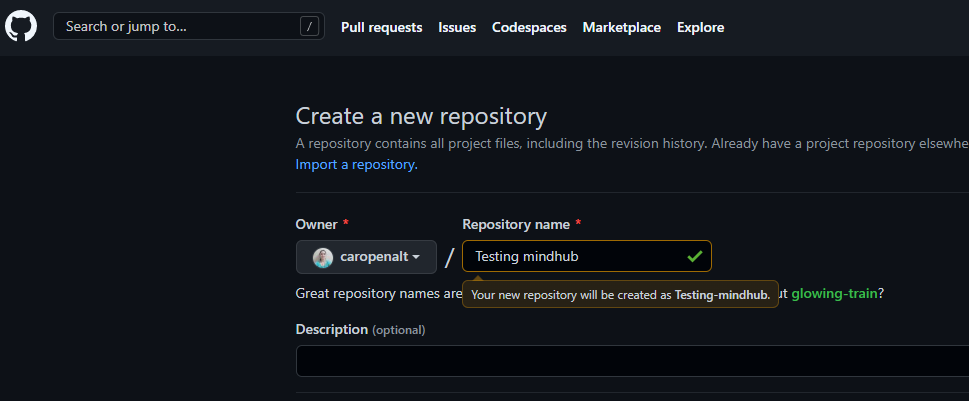 Search or jump to... / Pull requests Issues Codespaces Marketplace Explore
Create a new repository
A repository contains all project files, including the revision history. Already have a project repository
Import a repository.
Owner * Repository name *
caropenalt / Testing mindhub
Your new repository will be created as Testing-mindhub.
Great repository names are glowing-train?
Description (optional)